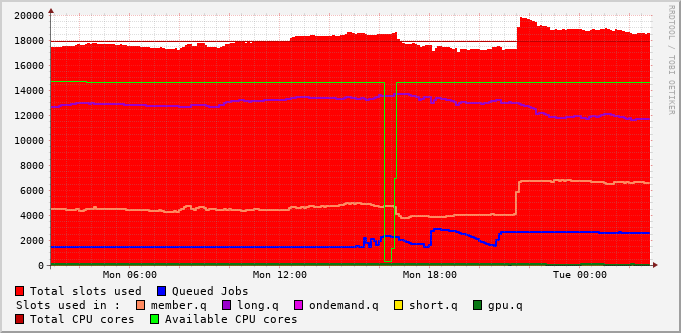 RRDTOOL / TOBI OETIKER
20000
18000
16000
14000
12000
10000
8000
6000
4000
2000
0
Mon 06:00 Mon 12:00 Mon 18:00 Tue 00:00
Total slots used Queued Jobs
Slots used in : member.q long.q ondemand.q short.q gpu.q
Total CPU cores Available CPU cores